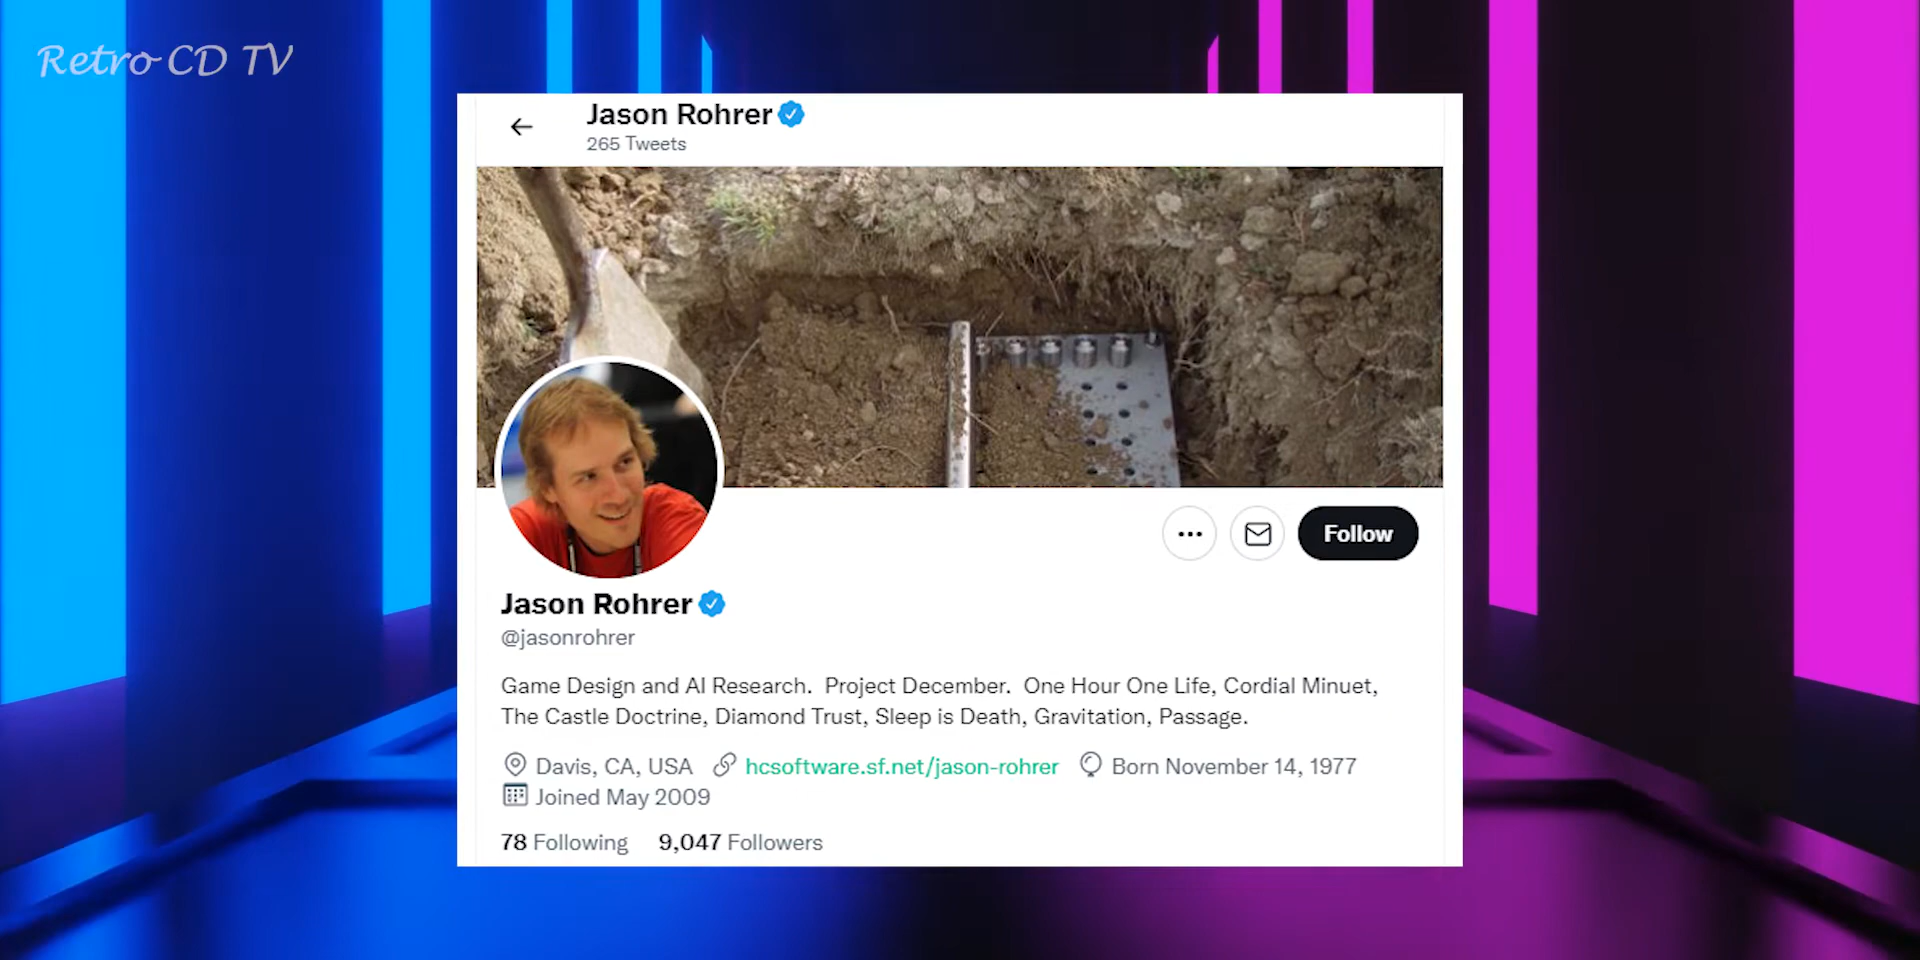 Retro CD TV
Jason Rohrer
265 Tweets
Follow
Jason Rohrer
@jasonrohrer
Game Design and AI Research.  Project December.  One Hour One Life, Cordial Minuet,
The Castle Doctrine, Diamond Trust, Sleep is Death, Gravitation, Passage.
Davis, CA, USA hcsoftware.sf.net/jason-rohrer Born November 14, 1977
Joined May 2009
78 Following 9,047 Followers